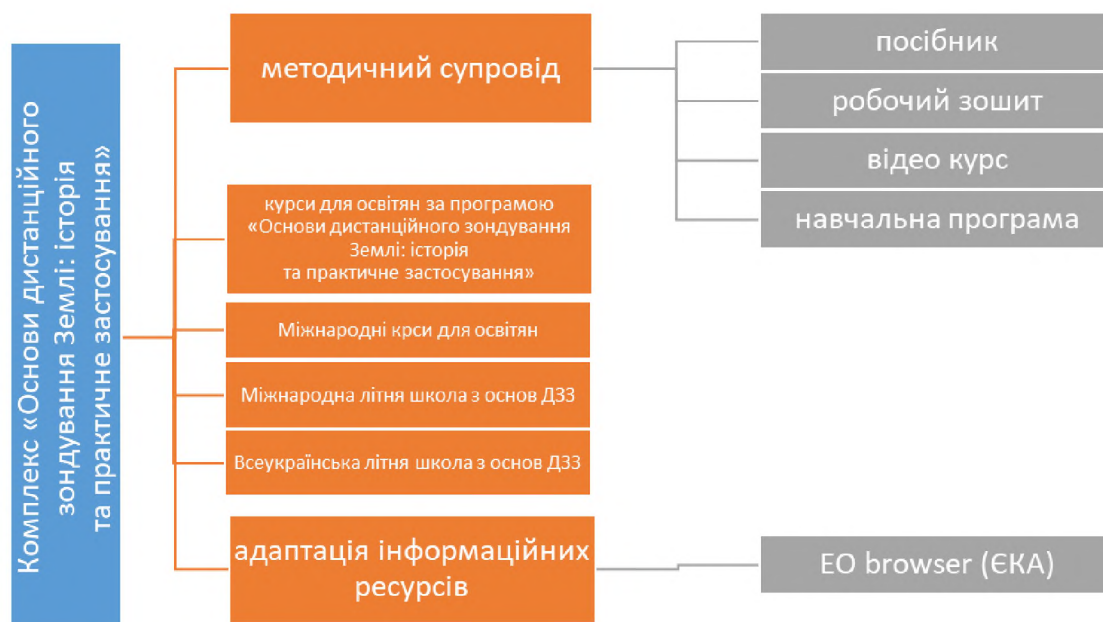 Комплекс «Основи дистанційного
зондування Землі: історія
та практичне застосування»
методичний супровід
посібник
робочий зошит
відео курс
навчальна програма
курси для освітян за програмою
«Основи дистанційного зондування
Землі: історія
та практичне застосування»
Міжнародні крси для освітян
Міжнародна літня школа з основ ДЗЗ
Всеукраїнська літня школа з основ ДЗЗ
адаптація інформаційних
ресурсів
EO browser (ЄКА)